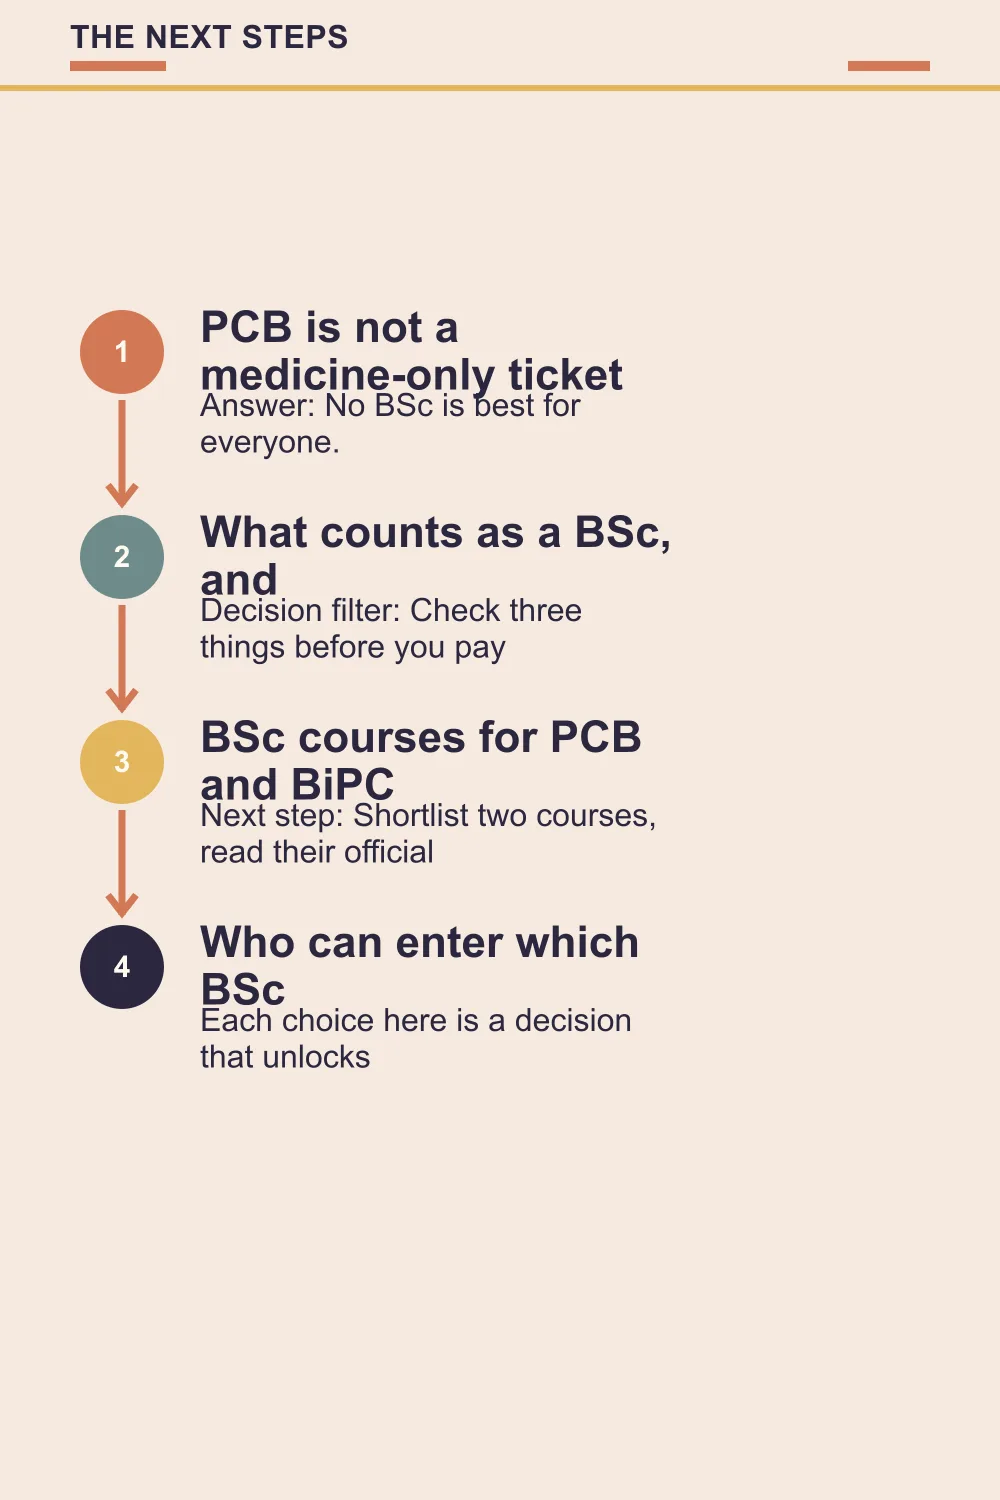 THE NEXT STEPS
1
PCB is not a
medicine-only ticket
Answer: No BSc is best for
everyone.
2
What counts as a BSc,
and
Decision filter: Check three
things before you pay
3
BSc courses for PCB
and BiPC
Next step: Shortlist two courses,
read their official
4
Who can enter which
BSc
Each choice here is a decision
that unlocks